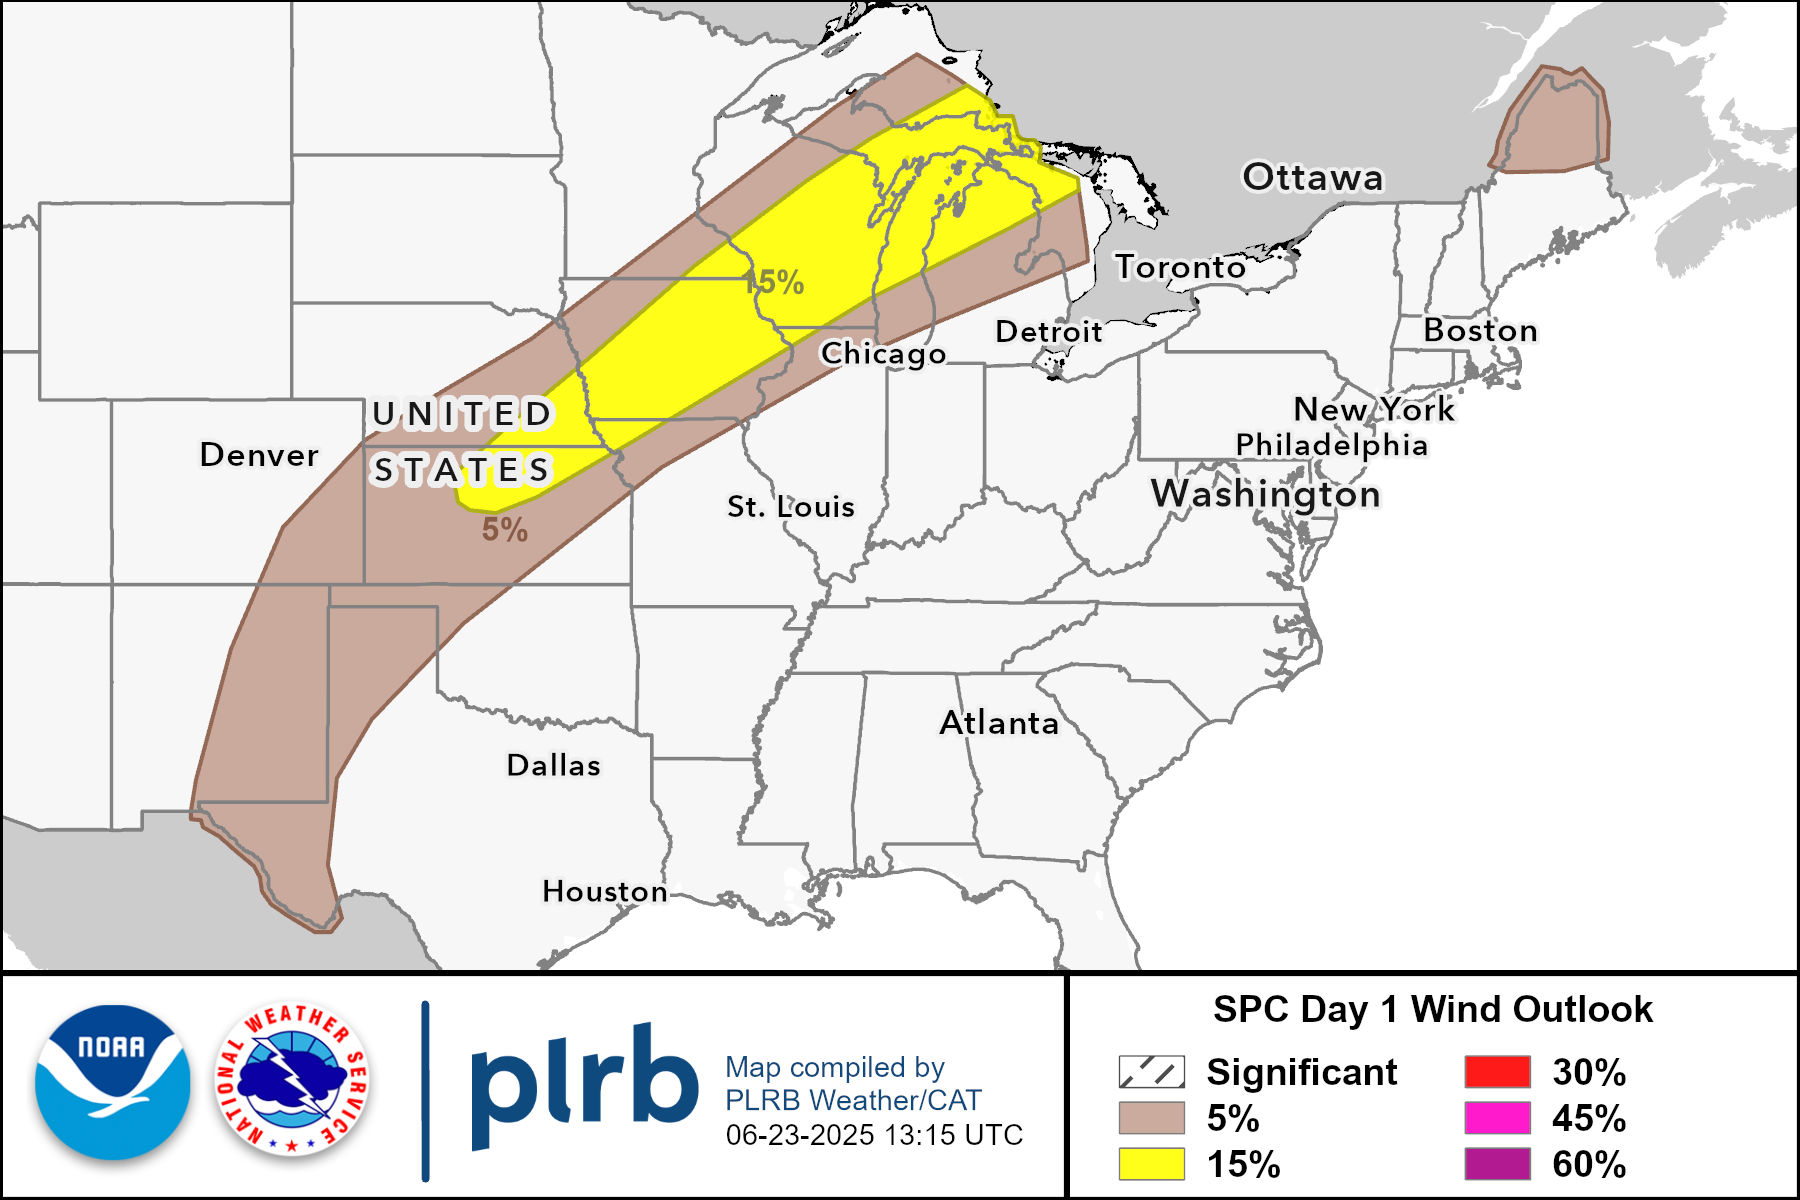 Ottawa
Toronto
Boston
Detroit
15%
Chicago
New York
UNITED
Philadelphia
Denver
STATES
Washington
St. Louis
5%
Atlanta
Dallas
Houston
NOAA
NATIONAL WEATHER SERVICE
plrb
Map compiled by
PLRB Weather/CAT
06-23-2025 13:15 UTC
SPC Day 1 Wind Outlook
Significant
5%
15%
30%
45%
60%